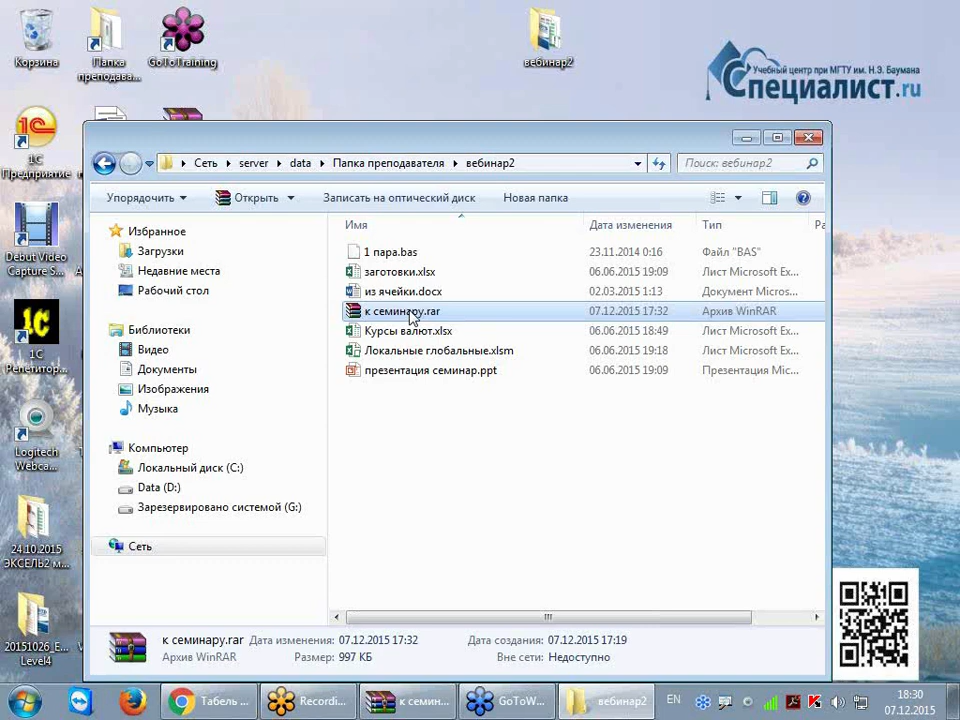 Корзина
Папка
преподава...
GoToTraining
вебинар2
Учебный центр при МГТУ им. Н.Э. Баумана
Специалист.ru
1С
Предприятие
Debut Video
Capture S...
1С
Репетитор...
Logitech
Webca...
24.10.2015
ЭКСЕЛЬ2 м...
20151026_E...
Level4
Сеть
server
data
Папка преподавателя
вебинар2
Поиск: вебинар2
Упорядочить
Открыть
Записать на оптический диск
Новая папка
Избранное
Загрузки
Недавние места
Рабочий стол
Библиотеки
Видео
Документы
Изображения
Музыка
Компьютер
Локальный диск (C:)
Data (D:)
Зарезервировано системой (G:)
Сеть
Имя Дата изменения Тип Ра
1 пара.bas 23.11.2014 0:16 Файл "BAS"
заготовки.xlsx 06.06.2015 19:09 Лист Microsoft Ex...
из ячейки.docx 02.03.2015 1:13 Документ Micros...
к семинару.rar 07.12.2015 17:32 Архив WinRAR
Курсы валют.xlsx 06.06.2015 18:49 Лист Microsoft Ex...
Локальные глобальные.xlsm 06.06.2015 19:18 Лист Microsoft Ex...
презентация семинар.ppt 06.06.2015 19:09 Презентация Mic...
к семинару.rar Дата изменения: 07.12.2015 17:32 Дата создания: 07.12.2015 17:19
Архив WinRAR Размер: 997 КБ Вне сети: Недоступно
Табель ...
Recordi...
к семин...
GoToW...
вебинар2
EN
18:30
07.12.2015